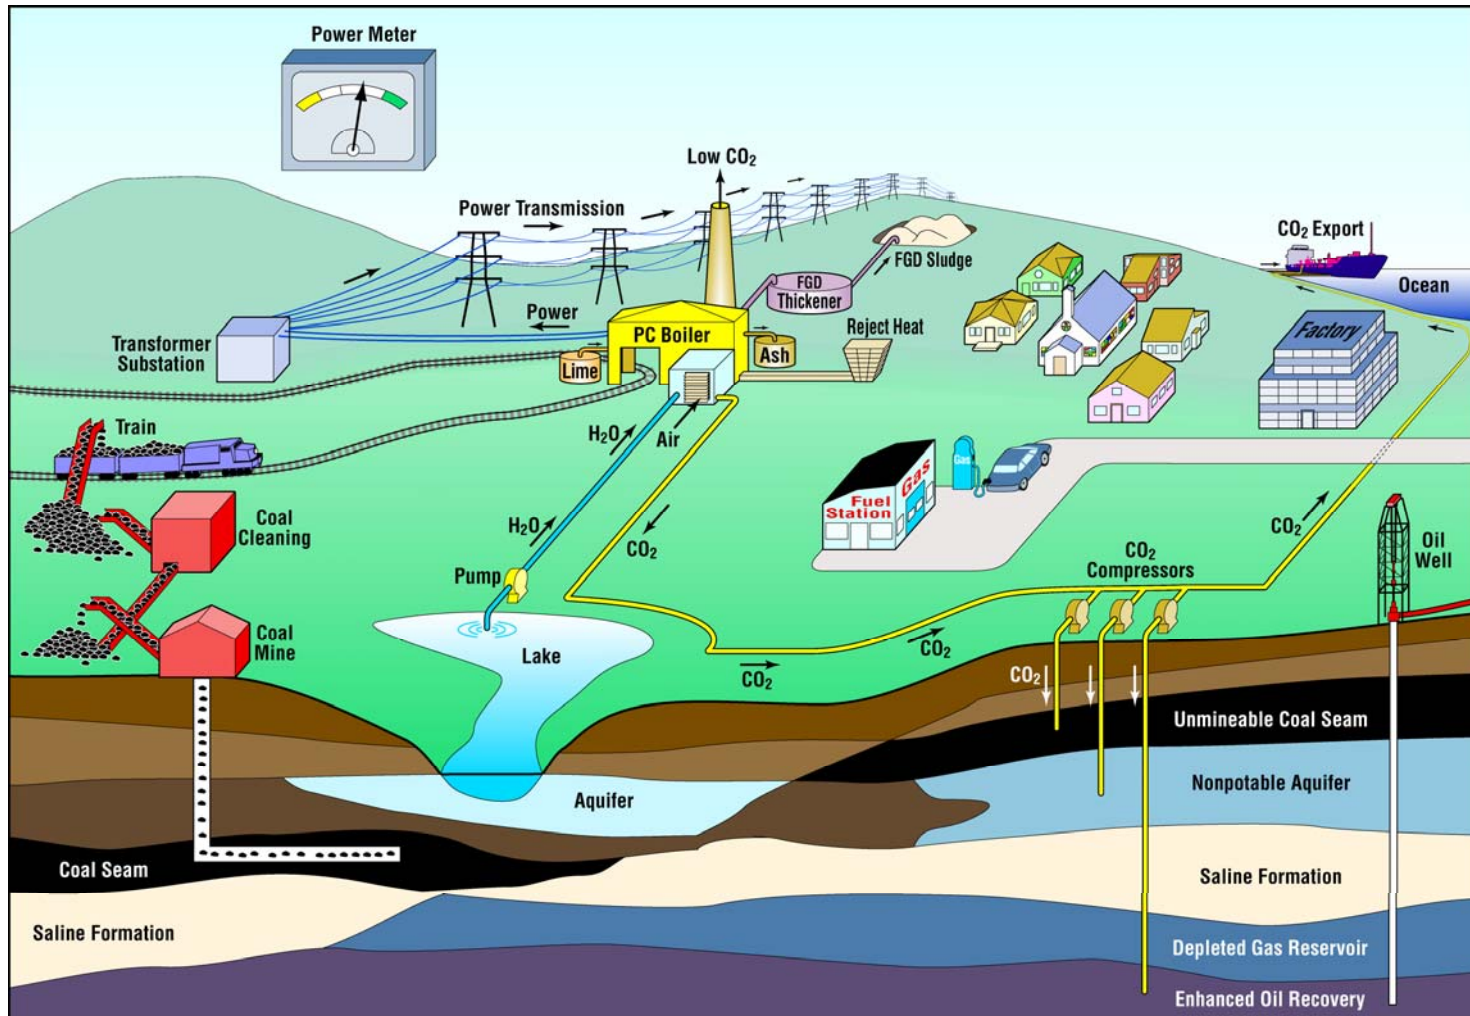 Power Meter
Low CO₂
Power Transmission
CO₂ Export
FGD Sludge
FGD
Thickener
Ocean
Power
PC Boiler
Reject Heat
Factory
Transformer
Substation
Lime
Ash
Train
H₂O
Air
Gas
Gas
Fuel
Station
Coal
Cleaning
H₂O
CO₂
CO₂
Oil
Well
CO₂
Compressors
Pump
Coal
Mine
Lake
CO₂
CO₂
CO₂
Unmineable Coal Seam
Nonpotable Aquifer
Aquifer
Coal Seam
Saline Formation
Saline Formation
Depleted Gas Reservoir
Enhanced Oil Recovery